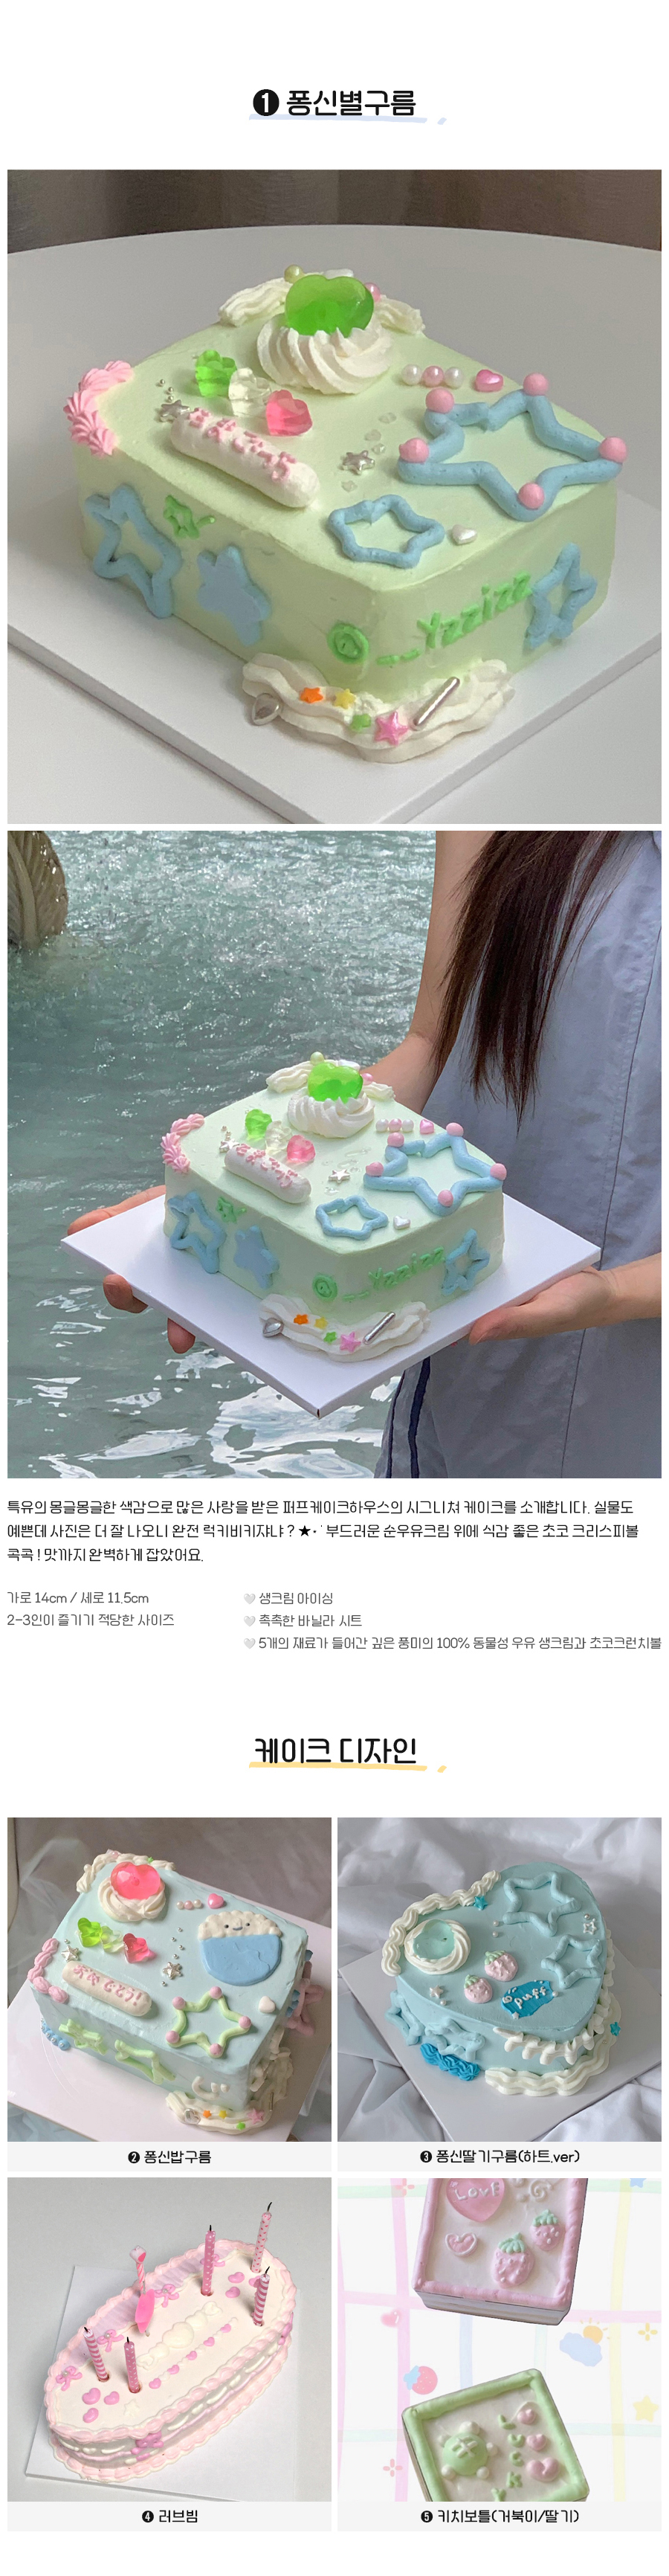 ❶ 퐁신별구름
@__Yzzizz
@__Yzzizz
특유의 몽글몽글한 색감으로 많은 사랑을 받은 퍼프케이크하우스의 시그니쳐 케이크를 소개합니다. 실물도
예쁜데 사진은 더 잘 나오니 완전 럭키비키쟈냐 ? ★⋆˙ 부드러운 순우유크림 위에 식감 좋은 초코 크리스피볼
콕콕 ! 맛까지 완벽하게 잡았어요.
가로 14cm / 세로 11.5cm
2-3인이 즐기기 적당한 사이즈
🤍 생크림 아이싱
🤍 촉촉한 바닐라 시트
🤍 5개의 재료가 들어간 깊은 풍미의 100% 동물성 우유 생크림과 초코크런치볼
케이크 디자인
puff
❷ 퐁신밥구름
❸ 퐁신딸기구름(하트.ver)
LOVE
❹ 러브빔
❺ 키치보틀(거북이/딸기)